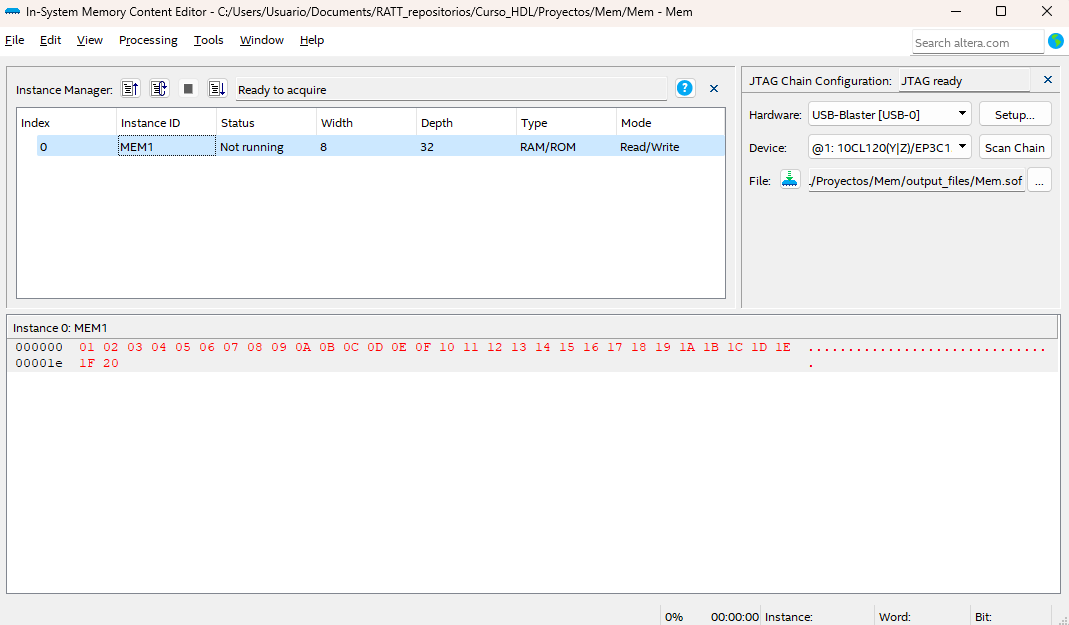 In-System Memory Content Editor - C:/Users/Usuario/Documents/RATT_repositorios/Curso_HDL/Proyectos/Mem/Mem - Mem
File Edit View Processing Tools Window Help
Search altera.com
Instance Manager: Ready to acquire
Index Instance ID Status Width Depth Type Mode
0 MEM1 Not running 8 32 RAM/ROM Read/Write
JTAG Chain Configuration: JTAG ready
Hardware: USB-Blaster [USB-0] Setup...
Device: @1: 10CL120(Y|Z)/EP3C1 Scan Chain
File: ./Proyectos/Mem/output_files/Mem.sof ...
Instance 0: MEM1
000000 01 02 03 04 05 06 07 08 09 0A 0B 0C 0D 0E 0F 10 11 12 13 14 15 16 17 18 19 1A 1B 1C 1D 1E ..............................
00001e 1F 20 .
0% 00:00:00 Instance: Word: Bit: